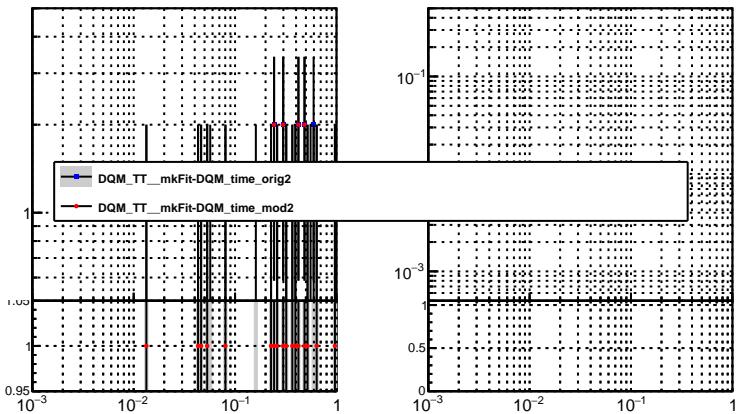 10⁻¹
1
10⁻³
DQM_TT__mkFit-DQM_time_orig2
DQM_TT__mkFit-DQM_time_mod2
1.05
1
0.95
1
0.5
0
10⁻³ 10⁻² 10⁻¹ 1
10⁻³ 10⁻² 10⁻¹ 1